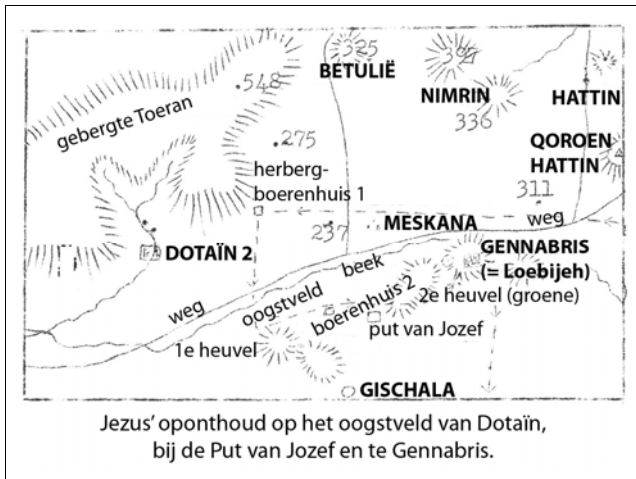 325
BETULIË
397
NIMRIN
336
HATTIN
.548
gebergte Toeran
.275
QOROEN
HATTIN
herberg-
boerenhuis 1
311
weg
MESKANA
237
DOTAÏN 2
GENNABRIS
(= Loebijeh)
2e heuvel (groene)
beek
weg
oogstveld
boerenhuis 2
put van Jozef
1e heuvel
GISCHALA
Jezus’ oponthoud op het oogstveld van Dotaïn,
bij de Put van Jozef en te Gennabris.